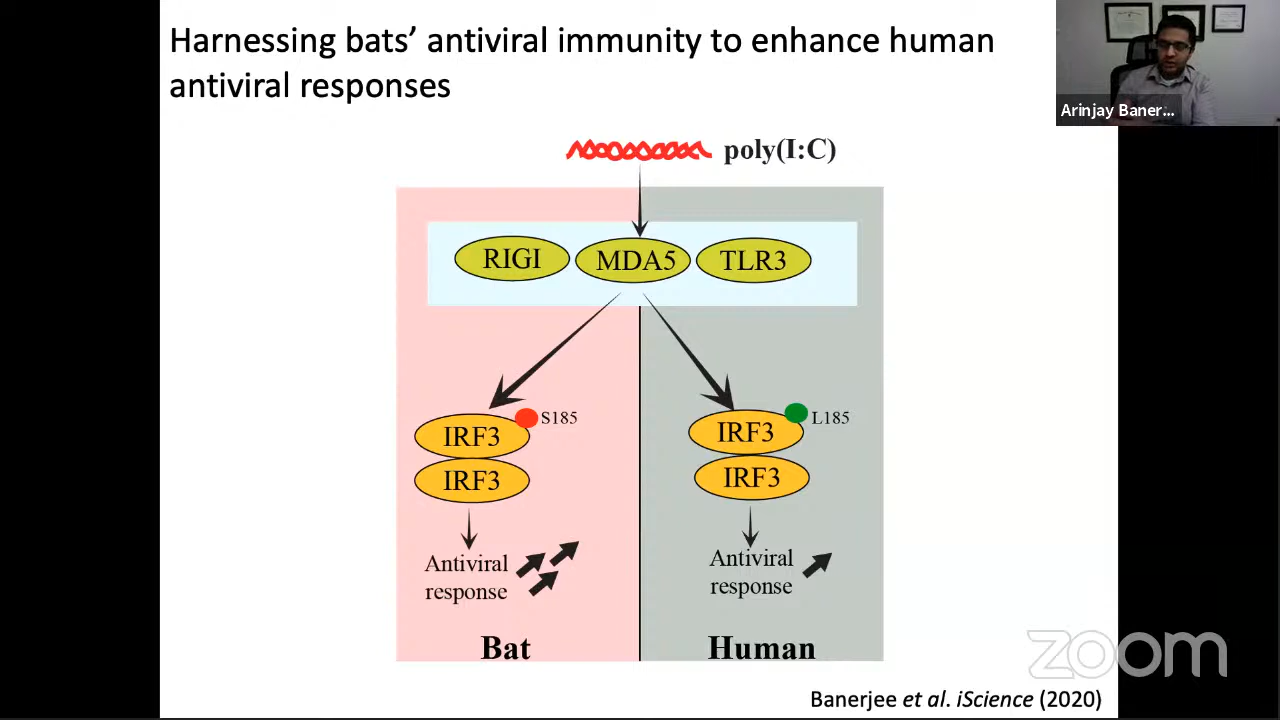 Harnessing bats’ antiviral immunity to enhance human
antiviral responses
Arinjay Baner...
poly(I:C)
RIGI
MDA5
TLR3
S185
L185
IRF3
IRF3
IRF3
IRF3
Antiviral
response
Antiviral
response
Bat
Human
zoom
Banerjee et al. iScience (2020)